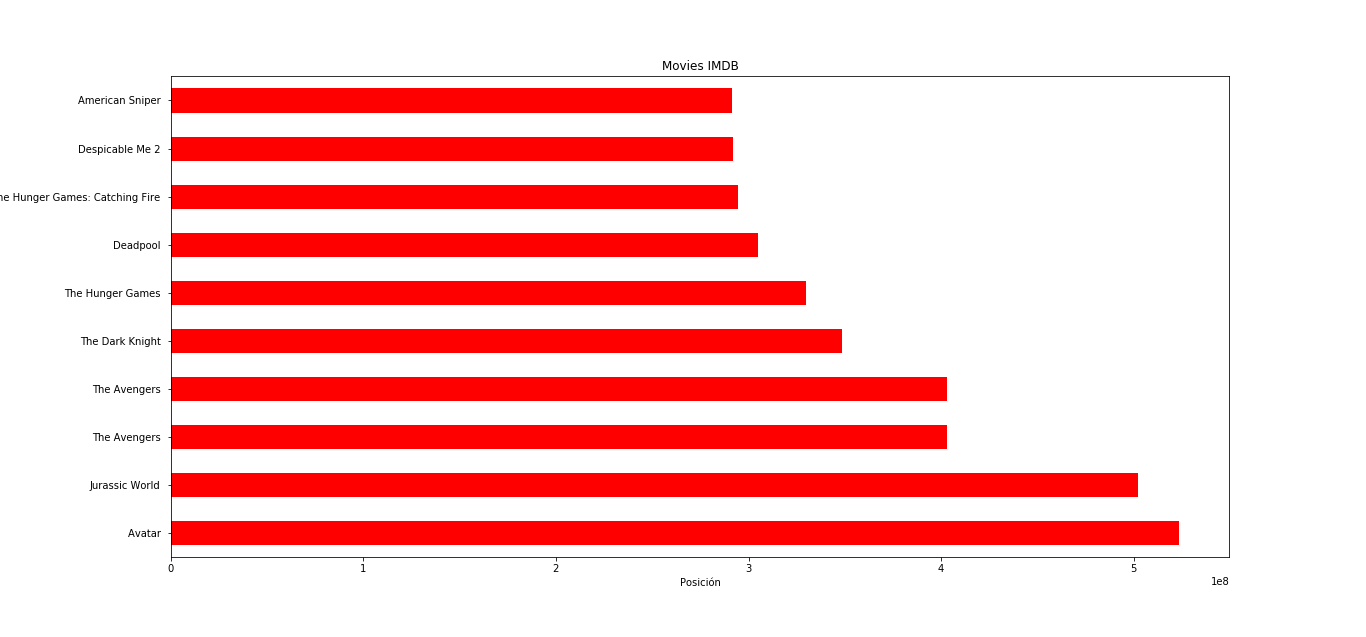 Movies IMDB
American Sniper
Despicable Me 2
he Hunger Games: Catching Fire
Deadpool
The Hunger Games
The Dark Knight
The Avengers
The Avengers
Jurassic World
Avatar
0 1 2 3 4 5
1e8
Posición